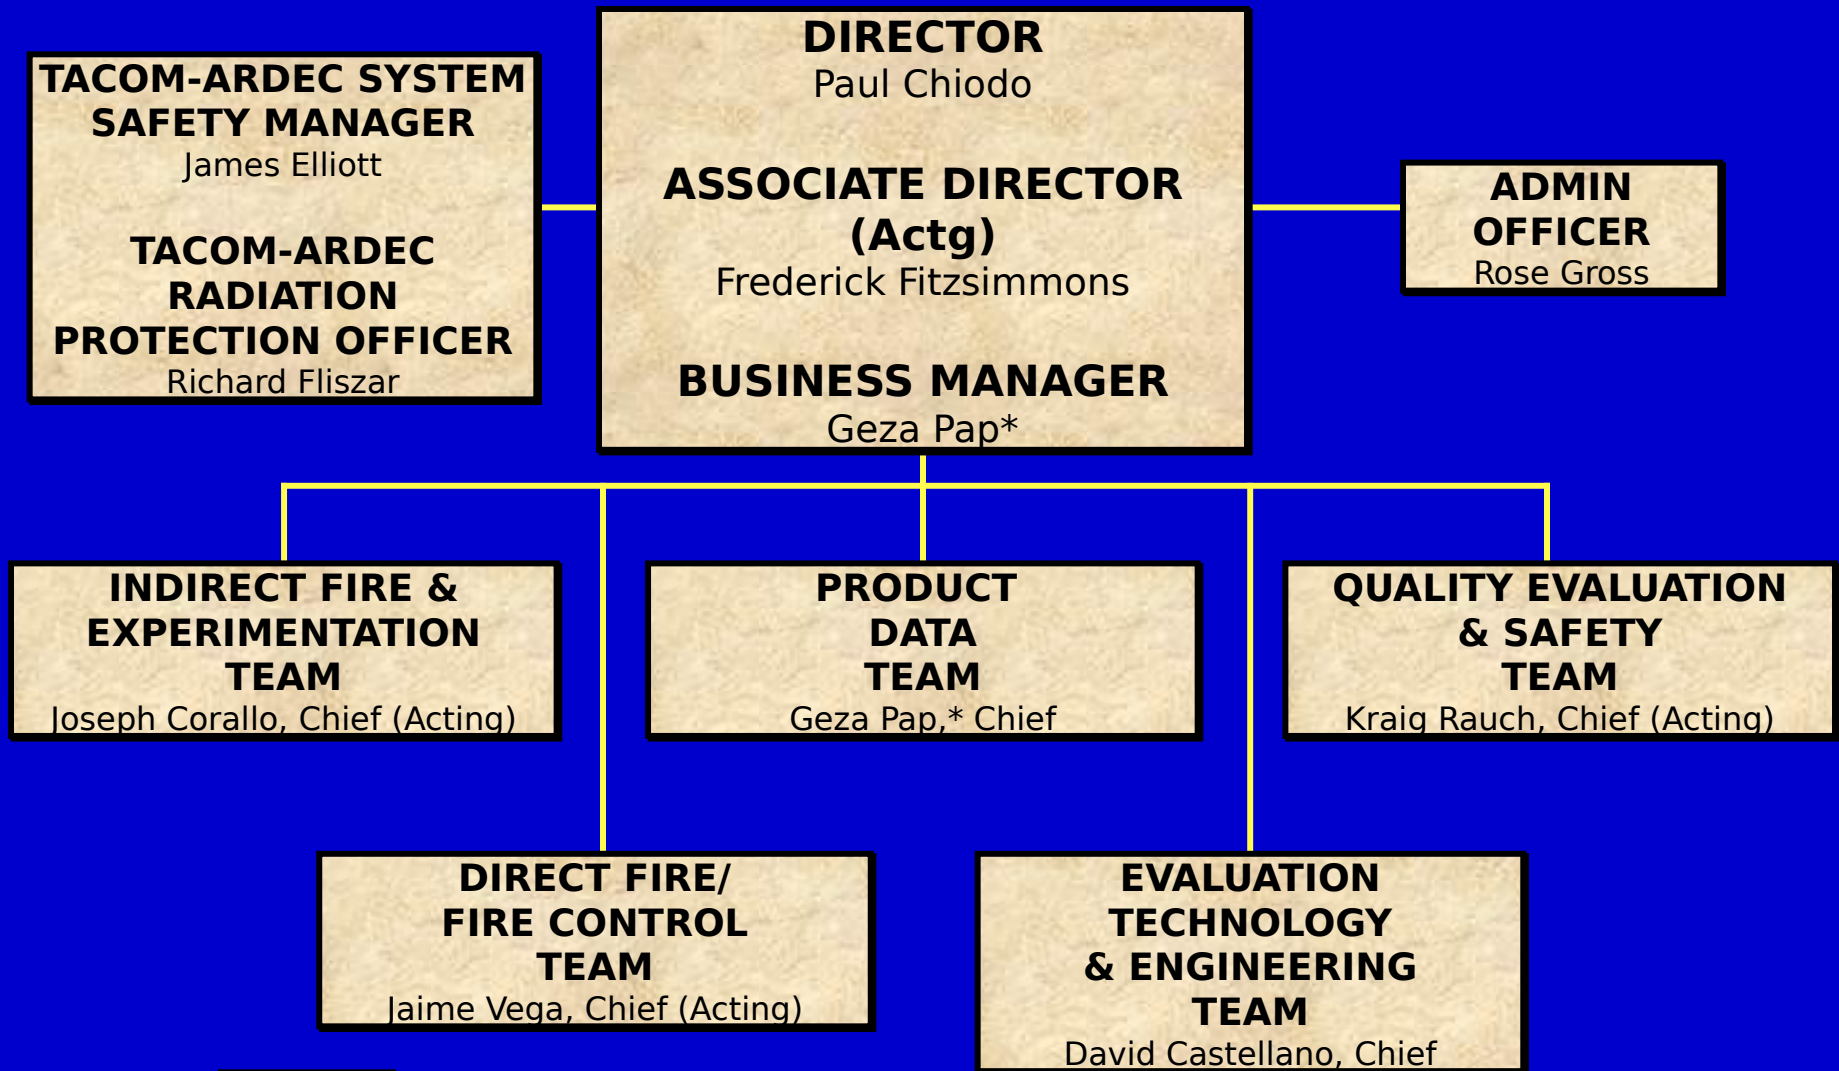 DIRECTOR
Paul Chiodo
ASSOCIATE DIRECTOR
(Actg)
Frederick Fitzsimmons
BUSINESS MANAGER
Geza Pap*
TACOM-ARDEC SYSTEM
SAFETY MANAGER
James Elliott
TACOM-ARDEC
RADIATION
PROTECTION OFFICER
Richard Fliszar
ADMIN
OFFICER
Rose Gross
INDIRECT FIRE &
EXPERIMENTATION
TEAM
Joseph Corallo, Chief (Acting)
PRODUCT
DATA
TEAM
Geza Pap,* Chief
QUALITY EVALUATION
& SAFETY
TEAM
Kraig Rauch, Chief (Acting)
DIRECT FIRE/
FIRE CONTROL
TEAM
Jaime Vega, Chief (Acting)
EVALUATION
TECHNOLOGY
& ENGINEERING
TEAM
David Castellano, Chief